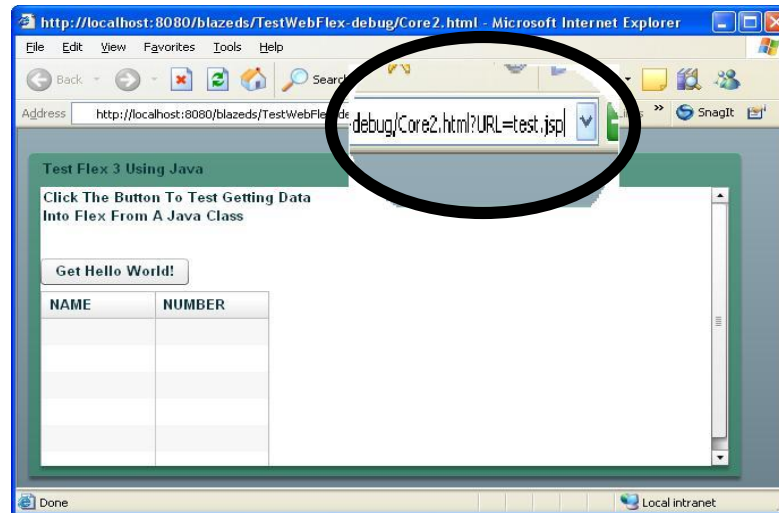 http://localhost:8080/blazeds/TestWebFlex-debug/Core2.html - Microsoft Internet Explorer
File Edit View Favorites Tools Help
Back Search
Address http://localhost:8080/blazeds/TestWebFlex-de
-debug/Core2.html?URL=test.jsp
» SnagIt
Test Flex 3 Using Java
Click The Button To Test Getting Data
Into Flex From A Java Class
Get Hello World!
NAME NUMBER
Done Local intranet